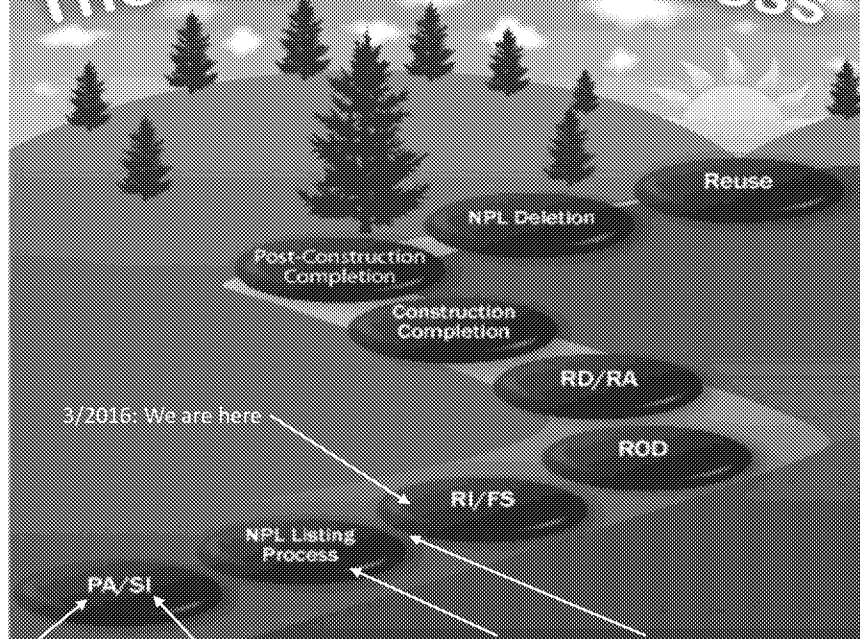 The
Reuse
NPL Deletion
Post-Construction
Completion
Construction
Completion
RD/RA
3/2016: We are here
ROD
RI/FS
NPL Listing
Process
PA/SI